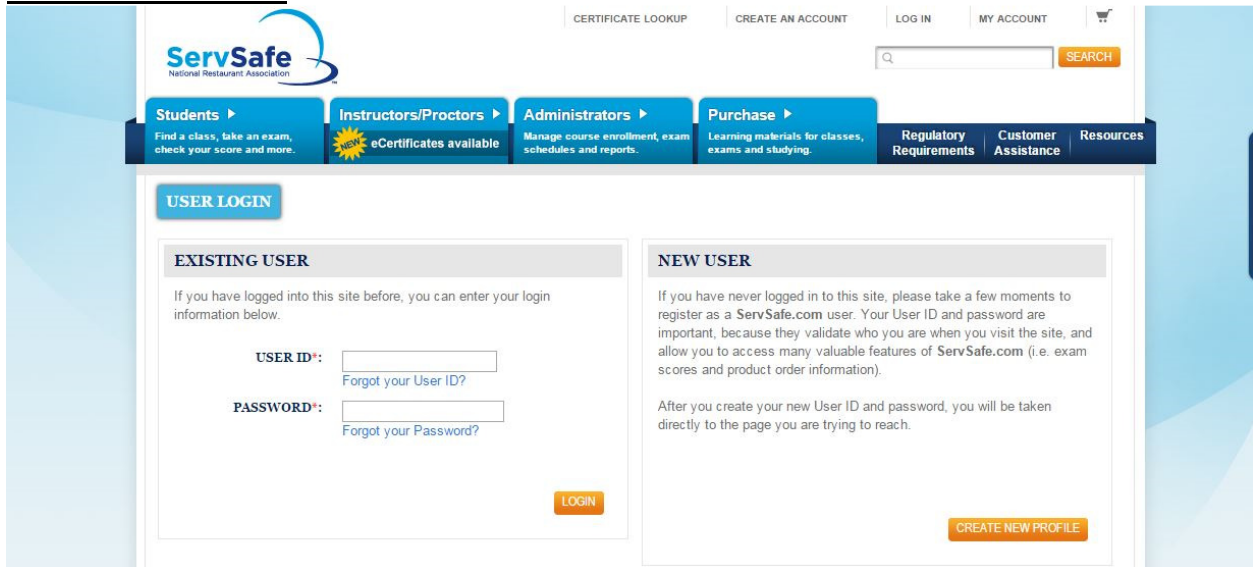 CERTIFICATE LOOKUP CREATE AN ACCOUNT LOG IN MY ACCOUNT
ServSafe
National Restaurant Association
SEARCH
Students
Find a class, take an exam,
check your score and more.
Instructors/Proctors
NEW eCertificates available
Administrators
Manage course enrollment, exam
schedules and reports.
Purchase
Learning materials for classes,
exams and studying.
Regulatory
Requirements
Customer
Assistance
Resources
USER LOGIN
EXISTING USER
If you have logged into this site before, you can enter your login
information below.
USER ID*:
Forgot your User ID?
PASSWORD*:
Forgot your Password?
LOGIN
NEW USER
If you have never logged in to this site, please take a few moments to
register as a ServSafe.com user. Your User ID and password are
important, because they validate who you are when you visit the site, and
allow you to access many valuable features of ServSafe.com (i.e. exam
scores and product order information).
After you create your new User ID and password, you will be taken
directly to the page you are trying to reach.
CREATE NEW PROFILE